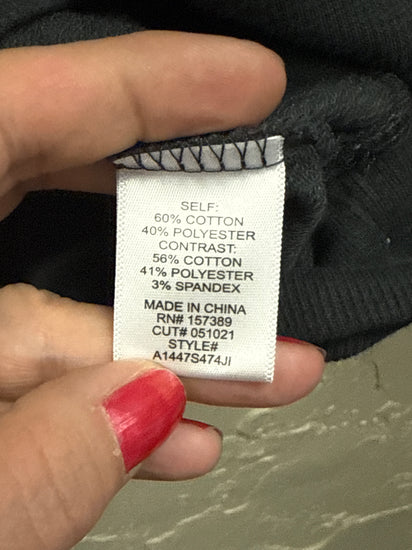 SELF:
60% COTTON
40% POLYESTER
CONTRAST:
56% COTTON
41% POLYESTER
3% SPANDEX
MADE IN CHINA
RN# 157389
CUT# 051021
STYLE#
A1447S474JI